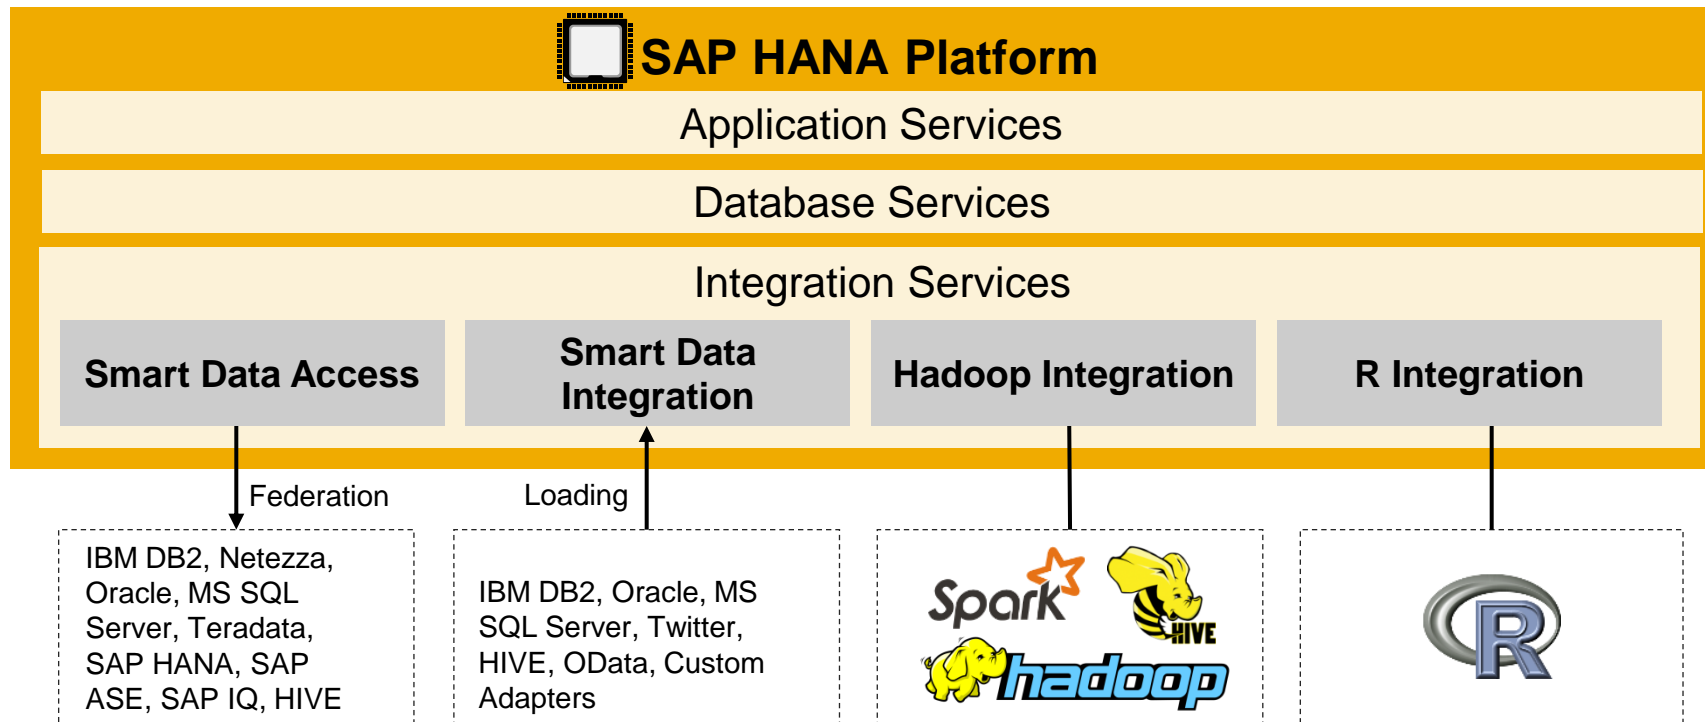 SAP HANA Platform
Application Services
Database Services
Integration Services
Smart Data Access
Smart Data
Integration
Hadoop Integration
R Integration
Federation
Loading
IBM DB2, Netezza,
Oracle, MS SQL
Server, Teradata,
SAP HANA, SAP
ASE, SAP IQ, HIVE
IBM DB2, Oracle, MS
SQL Server, Twitter,
HIVE, OData, Custom
Adapters
Spark
HIVE
hadoop
R